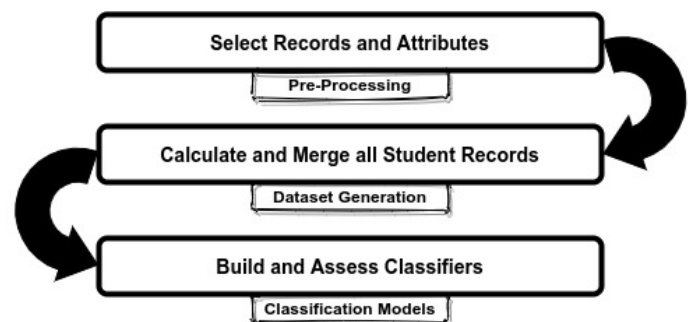 Select Records and Attributes
Pre-Processing
Calculate and Merge all Student Records
Dataset Generation
Build and Assess Classifiers
Classification Models